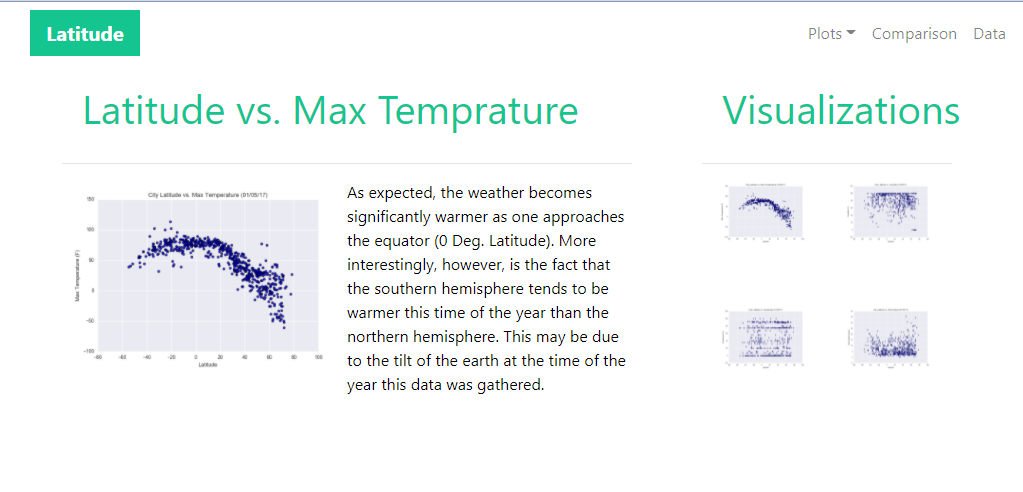 Latitude
Plots Comparison Data
Latitude vs. Max Temprature
Visualizations
City Latitude vs. Max Temperature (01/05/17)
150
100
50
0
-50
-100
Max Temperature (F)
-80 -60 -40 -20 0 20 40 60 80 100
Latitude
As expected, the weather becomes
significantly warmer as one approaches
the equator (0 Deg. Latitude). More
interestingly, however, is the fact that
the southern hemisphere tends to be
warmer this time of the year than the
northern hemisphere. This may be due
to the tilt of the earth at the time of the
year this data was gathered.